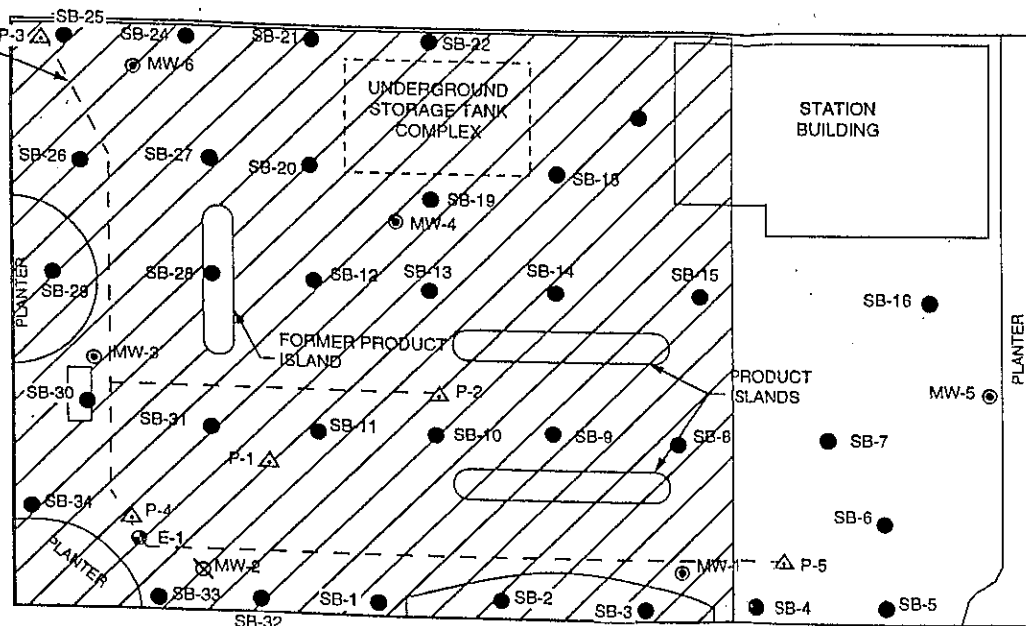 SB-25
P-3
SB-24
SB-21
SB-22
MW-6
UNDERGROUND
STORAGE TANK
COMPLEX
STATION
BUILDING
SB-26
SB-27
SB-20
SB-18
SB-19
MW-4
PLANTER
SB-29
SB-28
SB-12
SB-13
SB-14
SB-15
SB-16
PLANTER
FORMER PRODUCT
ISLAND
MW-3
PRODUCT
ISLANDS
SB-30
P-2
MW-5
SB-31
SB-11
SB-10
SB-9
SB-8
SB-7
P-1
SB-34
P-4
SB-6
E-1
PLANTER
MW-2
MW-1
P-5
SB-33
SB-32
SB-1
SB-2
SB-3
SB-4
SB-5